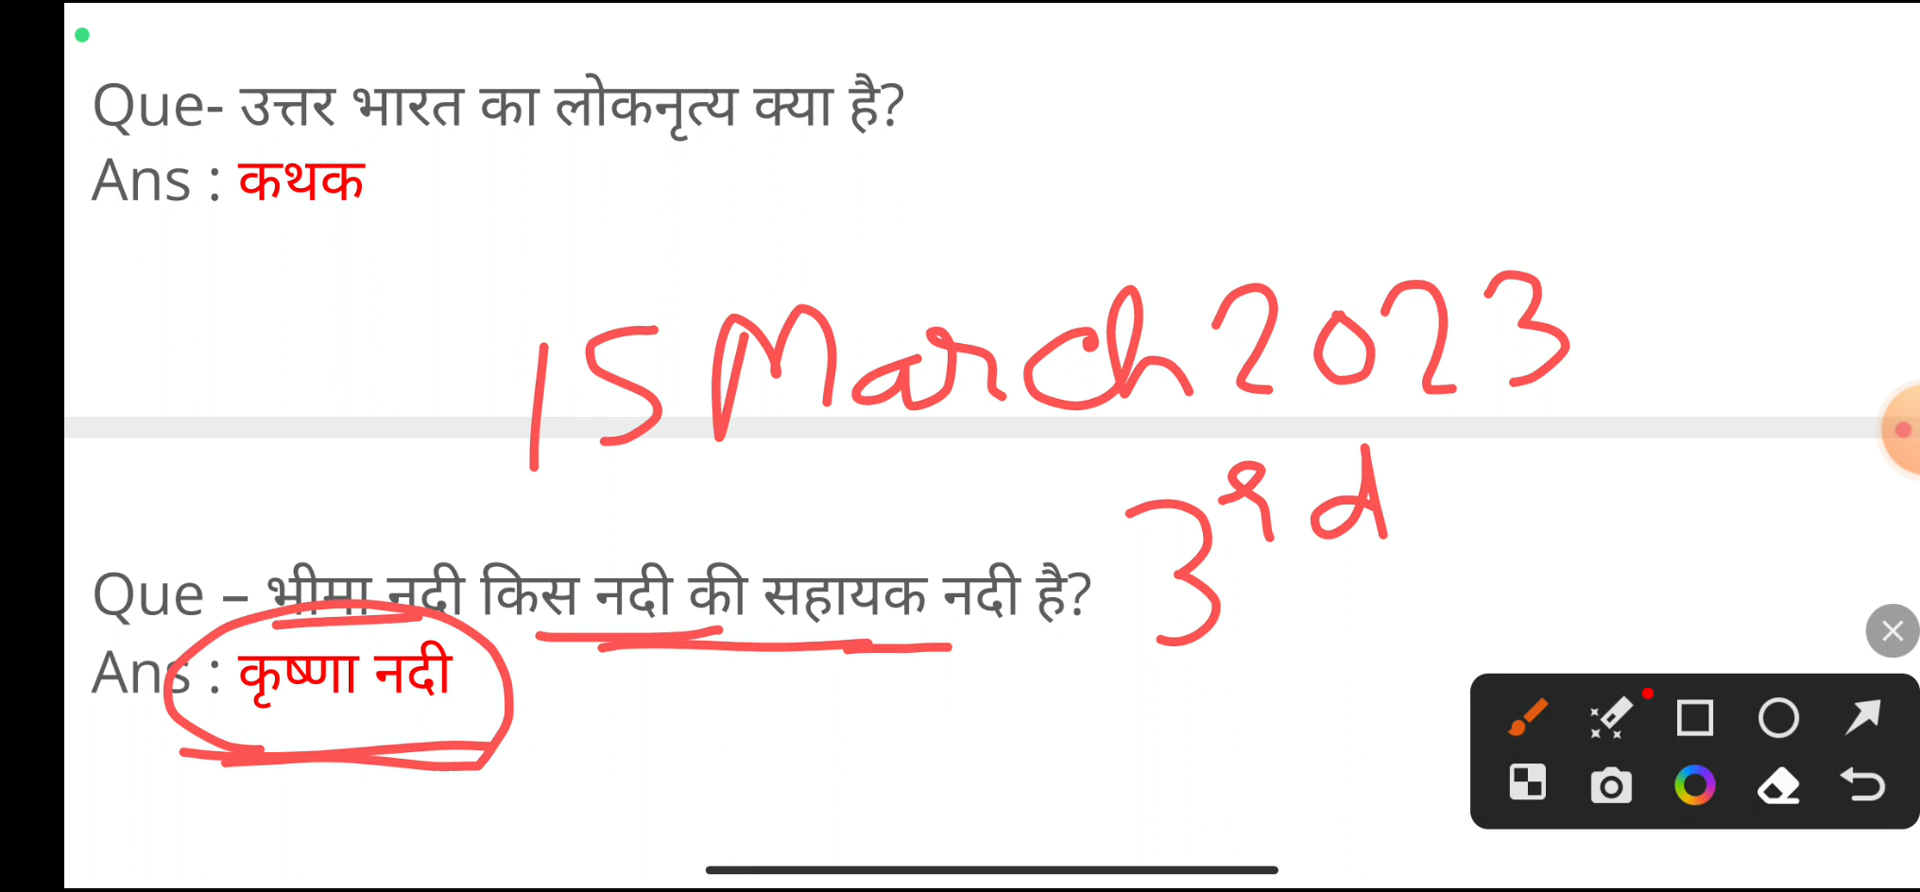 Que- उत्तर भारत का लोकनृत्य क्या है?
Ans : कथक
15 March 2023
3rd
Que – भीमा नदी किस नदी की सहायक नदी है?
Ans : कृष्णा नदी